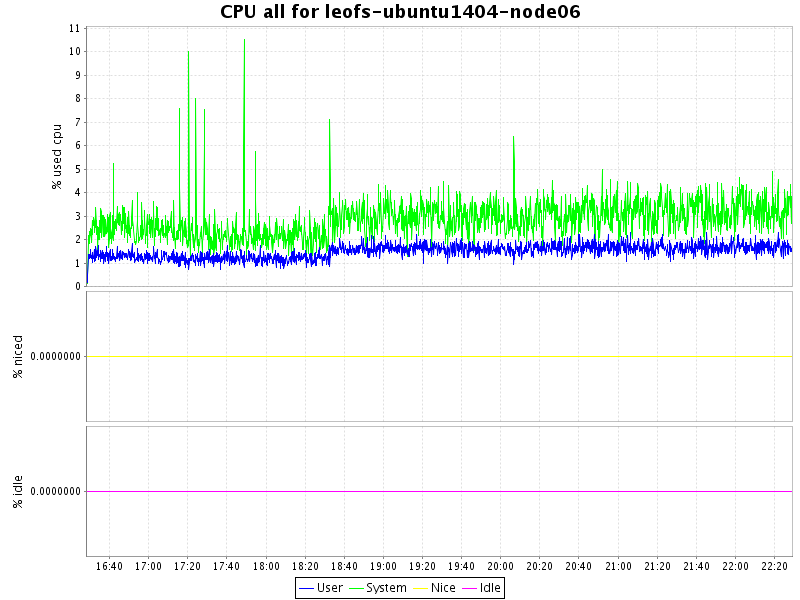 CPU all for leofs-ubuntu1404-node06
% used cpu
11
10
9
8
7
6
5
4
3
2
1
0
% niced
0.0000000
% idle
0.0000000
16:40 17:00 17:20 17:40 18:00 18:20 18:40 19:00 19:20 19:40 20:00 20:20 20:40 21:00 21:20 21:40 22:00 22:20
User System Nice Idle